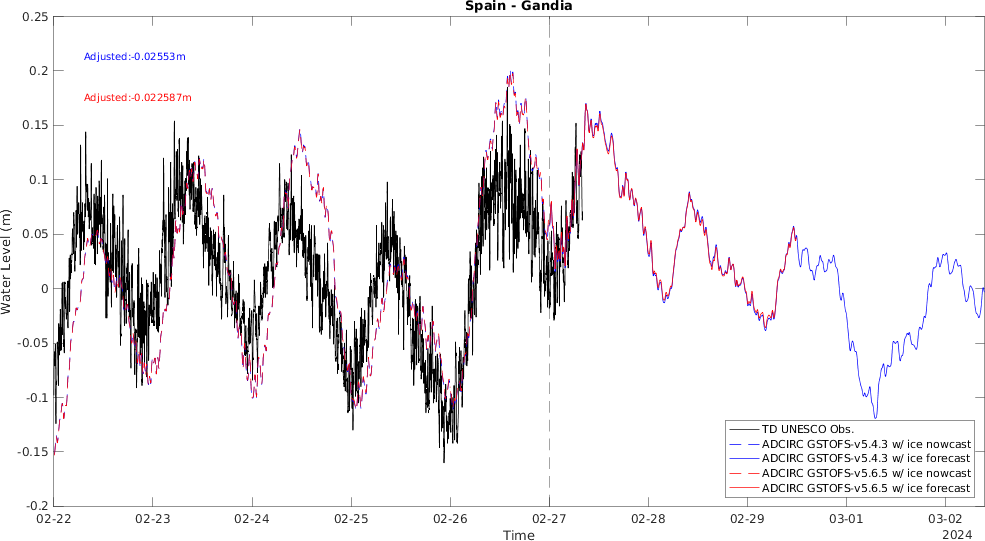 Spain - Gandia
0.25
0.2
0.15
0.1
0.05
0
-0.05
-0.1
-0.15
-0.2
Water Level (m)
Adjusted:-0.02553m
Adjusted:-0.022587m
TD UNESCO Obs.
ADCIRC GSTOFS-v5.4.3 w/ ice nowcast
ADCIRC GSTOFS-v5.4.3 w/ ice forecast
ADCIRC GSTOFS-v5.6.5 w/ ice nowcast
ADCIRC GSTOFS-v5.6.5 w/ ice forecast
02-22 02-23 02-24 02-25 02-26 02-27 02-28 02-29 03-01 03-02
Time
2024